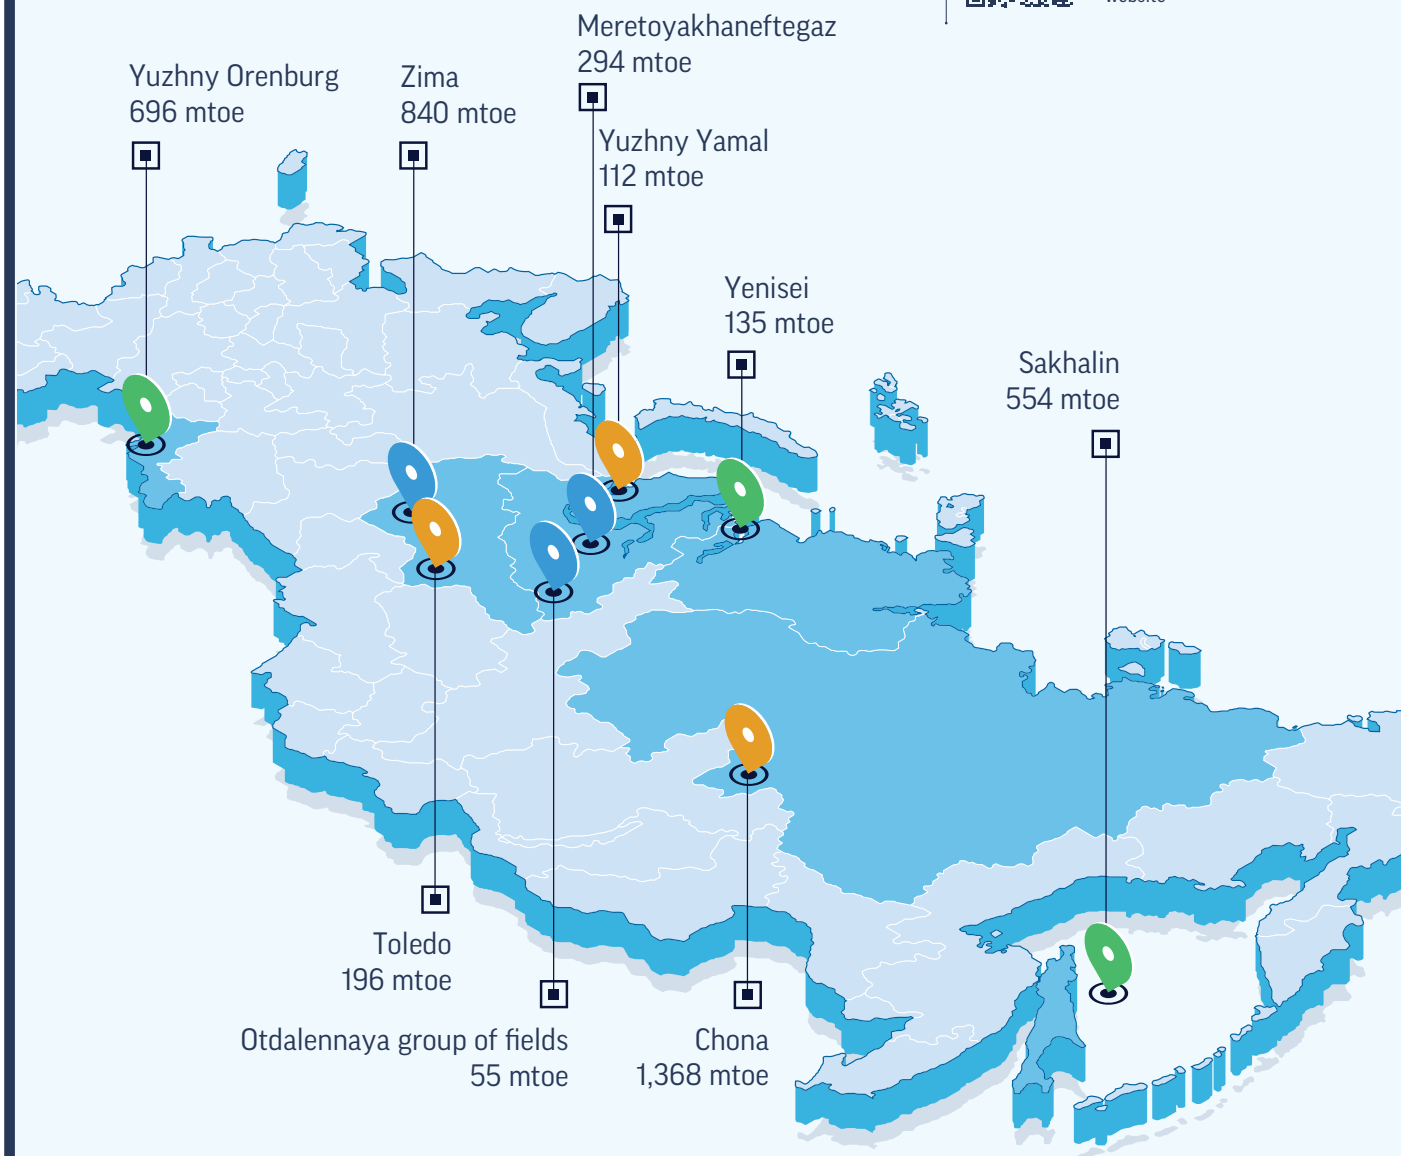 website
Meretoyakhaneftegaz
294 mtoe
Yuzhny Orenburg
696 mtoe
Zima
840 mtoe
Yuzhny Yamal
112 mtoe
Yenisei
135 mtoe
Sakhalin
554 mtoe
Toledo
196 mtoe
Otdalennaya group of fields
55 mtoe
Chona
1,368 mtoe